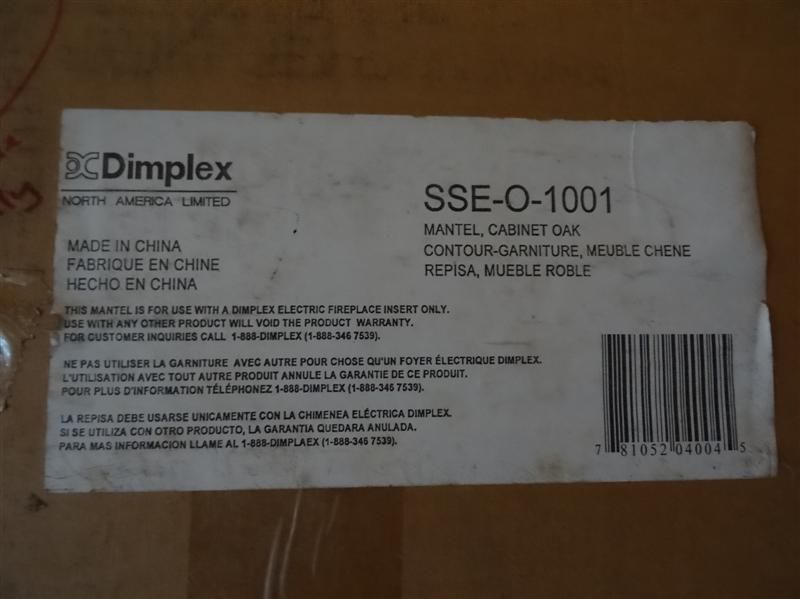 Dimplex
NORTH AMERICA LIMITED
MADE IN CHINA
FABRIQUE EN CHINE
HECHO EN CHINA
SSE-O-1001
MANTEL, CABINET OAK
CONTOUR-GARNITURE, MEUBLE CHENE
REPISA, MUEBLE ROBLE
THIS MANTEL IS FOR USE WITH A DIMPLEX ELECTRIC FIREPLACE INSERT ONLY.
USE WITH ANY OTHER PRODUCT WILL VOID THE PRODUCT WARRANTY.
FOR CUSTOMER INQUIRIES CALL 1-888-DIMPLEX (1-888-346 7539).
NE PAS UTILISER LA GARNITURE AVEC AUTRE POUR CHOSE QU'UN FOYER ÉLECTRIQUE DIMPLEX.
L'UTILISATION AVEC TOUT AUTRE PRODUIT ANNULE LA GARANTIE DE CE PRODUIT.
POUR PLUS D'INFORMATION TÉLÉPHONEZ 1-888-DIMPLEX (1-888-346 7539).
LA REPISA DEBE USARSE UNICAMENTE CON LA CHIMENEA ELÉCTRICA DIMPLEX.
SI SE UTILIZA CON OTRO PRODUCTO, LA GARANTIA QUEDARA ANULADA.
PARA MAS INFORMACION LLAME AL 1-888-DIMPLAEX (1-888-346 7539).
7 81052 04004 5